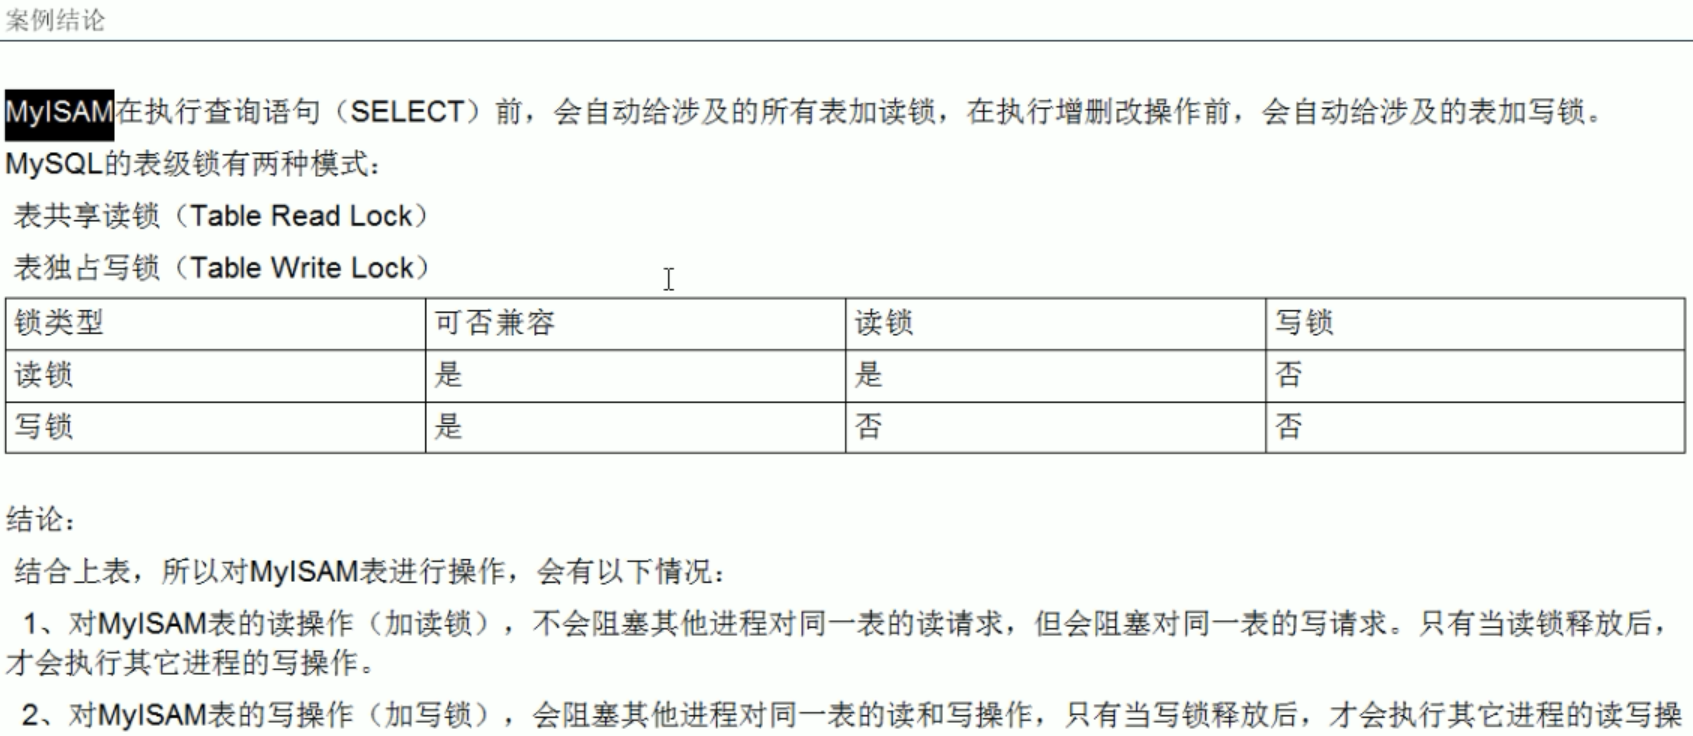 案例结论
MyISAM在执行查询语句（SELECT）前，会自动给涉及的所有表加读锁，在执行增删改操作前，会自动给涉及的表加写锁。
MySQL的表级锁有两种模式：
表共享读锁（Table Read Lock）
表独占写锁（Table Write Lock）
锁类型 可否兼容 读锁 写锁
读锁 是 是 否
写锁 是 否 否
结论：
结合上表，所以对MyISAM表进行操作，会有以下情况：
1、对MyISAM表的读操作（加读锁），不会阻塞其他进程对同一表的读请求，但会阻塞对同一表的写请求。只有当读锁释放后，
才会执行其它进程的写操作。
2、对MyISAM表的写操作（加写锁），会阻塞其他进程对同一表的读和写操作，只有当写锁释放后，才会执行其它进程的读写操